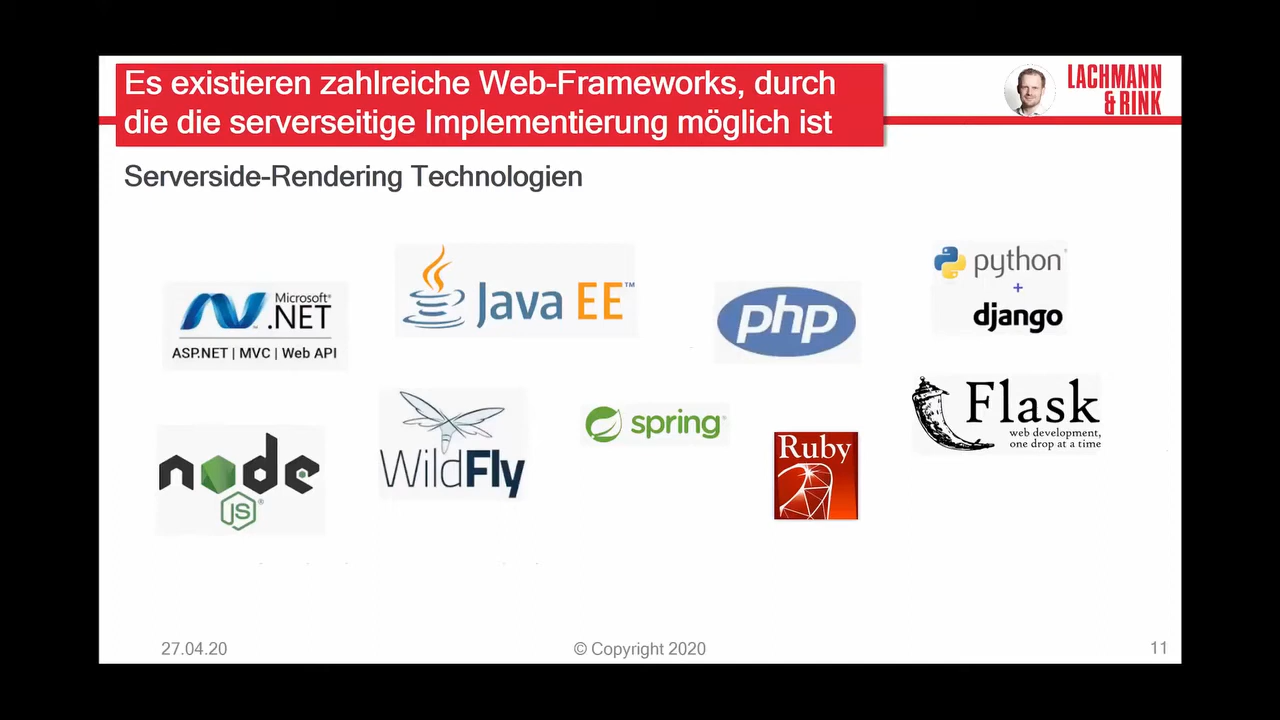 Es existieren zahlreiche Web-Frameworks, durch
die die serverseitige Implementierung möglich ist
LACHMANN
& RINK
Serverside-Rendering Technologien
Microsoft®
.NET
ASP.NET | MVC | Web API
Java EE™
php
python
+
django
node
JS
WildFly
spring
Ruby
Flask
web development,
one drop at a time
27.04.20
© Copyright 2020
11